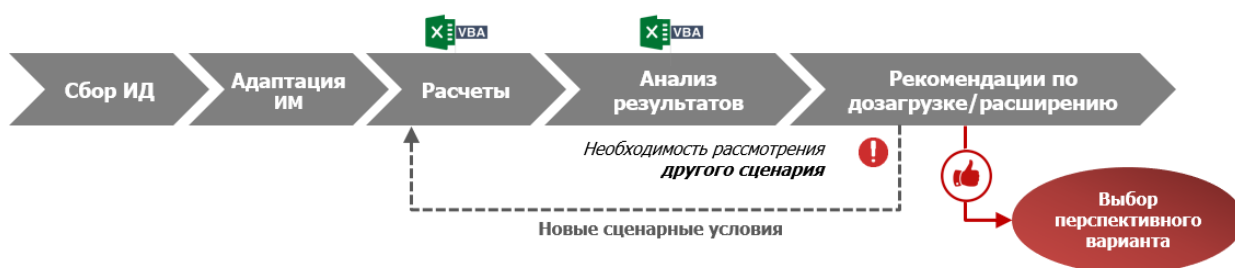 X VBA
X VBA
Сбор ИД
Адаптация
ИМ
Расчеты
Анализ
результатов
Рекомендации по
дозагрузке/расширению
Необходимость рассмотрения
другого сценария
!
Новые сценарные условия
Выбор
перспективного
варианта